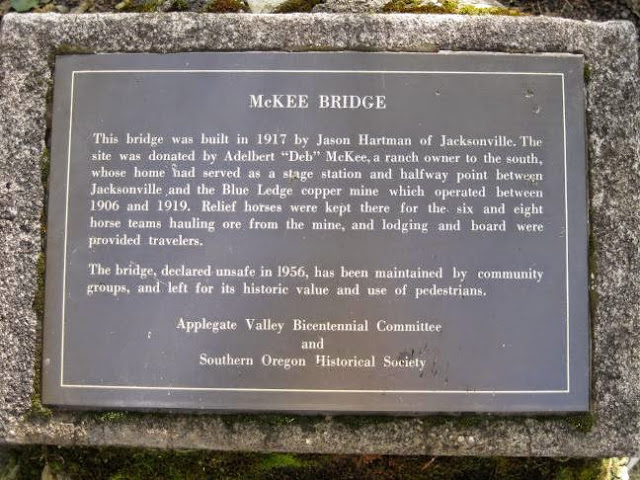 McKEE BRIDGE
This bridge was built in 1917 by Jason Hartman of Jacksonville. The
site was donated by Adelbert “Deb” McKee, a ranch owner to the south,
whose home had served as a stage station and halfway point between
Jacksonville and the Blue Ledge copper mine which operated between
1906 and 1919. Relief horses were kept there for the six and eight
horse teams hauling ore from the mine, and lodging and board were
provided travelers.
The bridge, declared unsafe in 1956, has been maintained by community
groups, and left for its historic value and use of pedestrians.
Applegate Valley Bicentennial Committee
and
Southern Oregon Historical Society